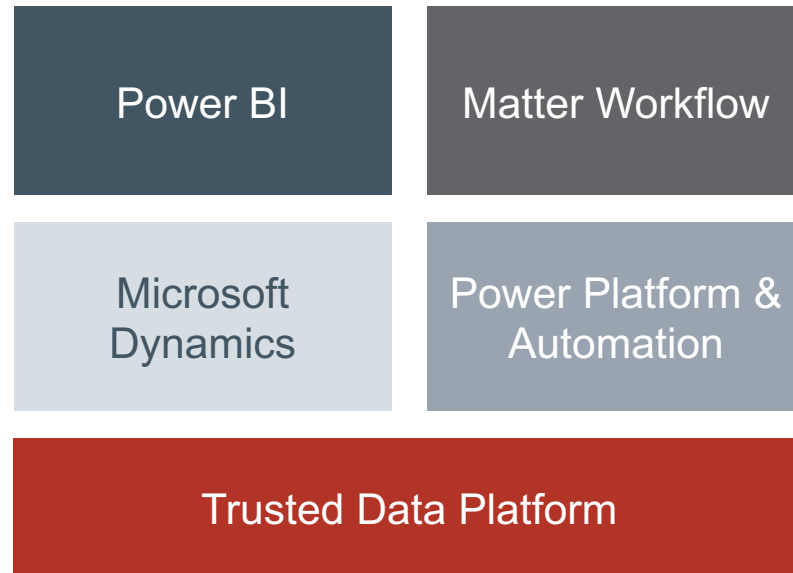 Power BI
Matter Workflow
Microsoft
Dynamics
Power Platform &
Automation
Trusted Data Platform